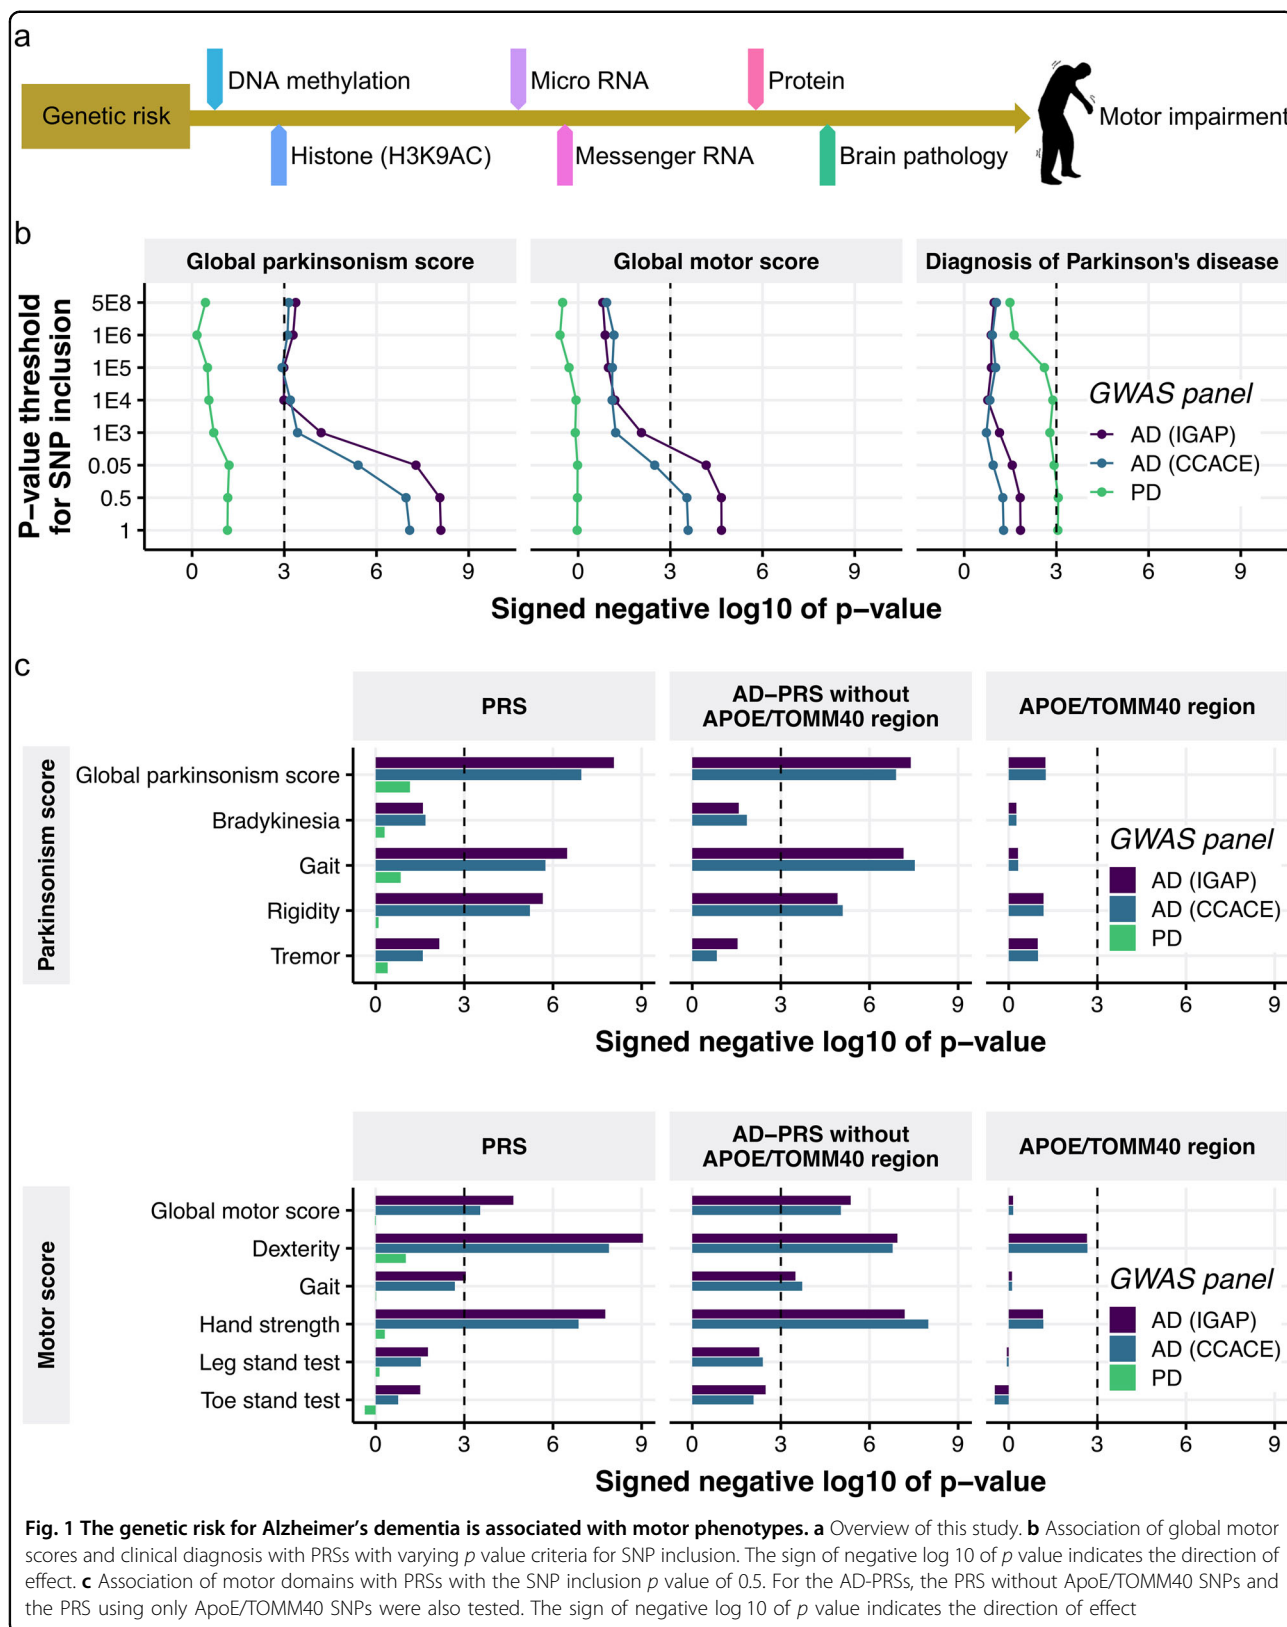 a
Genetic risk
DNA methylation
Micro RNA
Protein
Histone (H3K9AC)
Messenger RNA
Brain pathology
Motor impairment
b
Global parkinsonism score
Global motor score
Diagnosis of Parkinson's disease
P-value threshold
for SNP inclusion
5E8
1E6
1E5
1E4
1E3
0.05
0.5
1
GWAS panel
AD (IGAP)
AD (CCACE)
PD
0 3 6 9
0 3 6 9
0 3 6 9
Signed negative log10 of p−value
c
PRS
AD−PRS without
APOE/TOMM40 region
APOE/TOMM40 region
Parkinsonism score
Global parkinsonism score
Bradykinesia
Gait
Rigidity
Tremor
GWAS panel
AD (IGAP)
AD (CCACE)
PD
0 3 6 9
0 3 6 9
0 3 6 9
Signed negative log10 of p−value
PRS
AD−PRS without
APOE/TOMM40 region
APOE/TOMM40 region
Motor score
Global motor score
Dexterity
Gait
Hand strength
Leg stand test
Toe stand test
GWAS panel
AD (IGAP)
AD (CCACE)
PD
0 3 6 9
0 3 6 9
0 3 6 9
Signed negative log10 of p−value
Fig. 1 The genetic risk for Alzheimer's dementia is associated with motor phenotypes. a Overview of this study. b Association of global motor
scores and clinical diagnosis with PRSs with varying p value criteria for SNP inclusion. The sign of negative log 10 of p value indicates the direction of
effect. c Association of motor domains with PRSs with the SNP inclusion p value of 0.5. For the AD-PRSs, the PRS without ApoE/TOMM40 SNPs and
the PRS using only ApoE/TOMM40 SNPs were also tested. The sign of negative log 10 of p value indicates the direction of effect